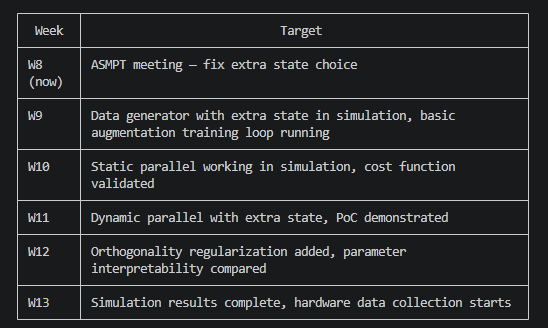 Week Target
W8 ASMPT meeting – fix extra state choice
(now)
W9 Data generator with extra state in simulation, basic
augmentation training loop running
W10 Static parallel working in simulation, cost function
validated
W11 Dynamic parallel with extra state, PoC demonstrated
W12 Orthogonality regularization added, parameter
interpretability compared
W13 Simulation results complete, hardware data collection starts